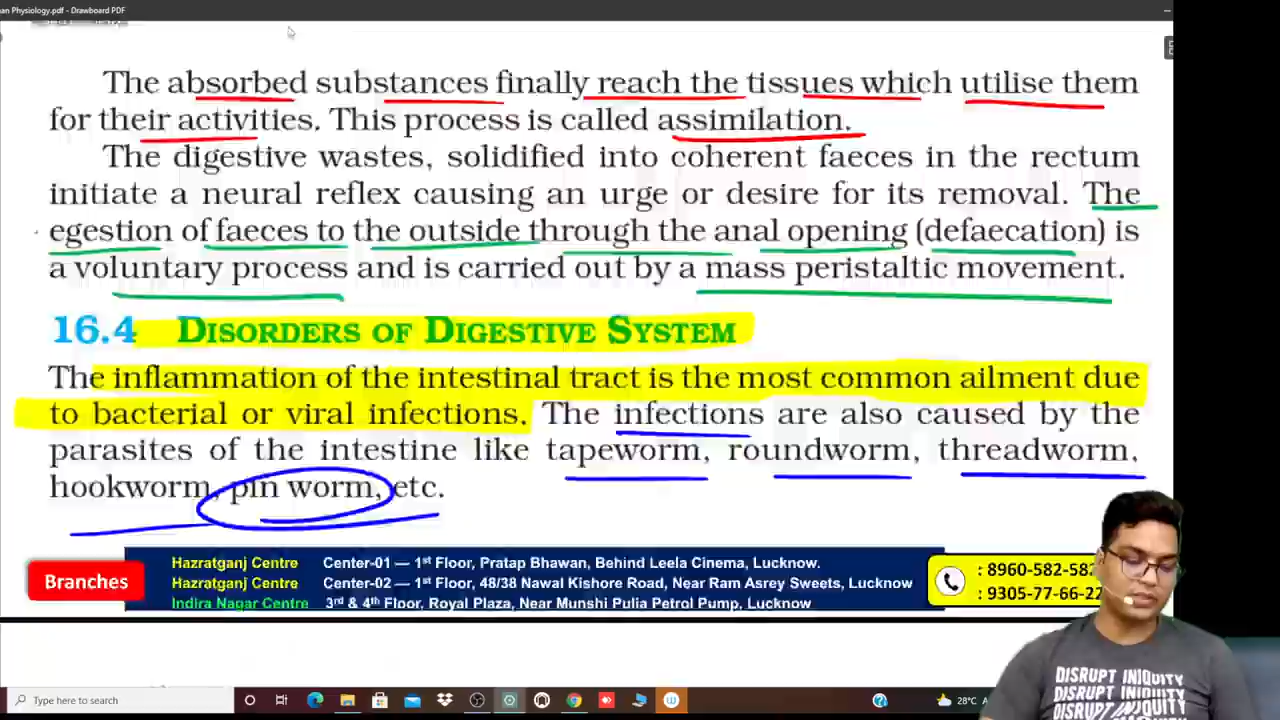 an Physiology.pdf - Drawboard PDF
The absorbed substances finally reach the tissues which utilise them
for their activities. This process is called assimilation.
The digestive wastes, solidified into coherent faeces in the rectum
initiate a neural reflex causing an urge or desire for its removal. The
egestion of faeces to the outside through the anal opening (defaecation) is
a voluntary process and is carried out by a mass peristaltic movement.
16.4 DISORDERS OF DIGESTIVE SYSTEM
The inflammation of the intestinal tract is the most common ailment due
to bacterial or viral infections. The infections are also caused by the
parasites of the intestine like tapeworm, roundworm, threadworm,
hookworm, pin worm, etc.
Branches
Hazratganj Centre Center-01 — 1st Floor, Pratap Bhawan, Behind Leela Cinema, Lucknow.
Hazratganj Centre Center-02 — 1st Floor, 48/38 Nawal Kishore Road, Near Ram Asrey Sweets, Lucknow
Indira Nagar Centre 3rd & 4th Floor, Royal Plaza, Near Munshi Pulia Petrol Pump, Lucknow
: 8960-582-582
: 9305-77-66-22
DISRUPT INIQUITY
DISRUPT INIQUITY
DISRUPT INIQUITY
Type here to search
28°C